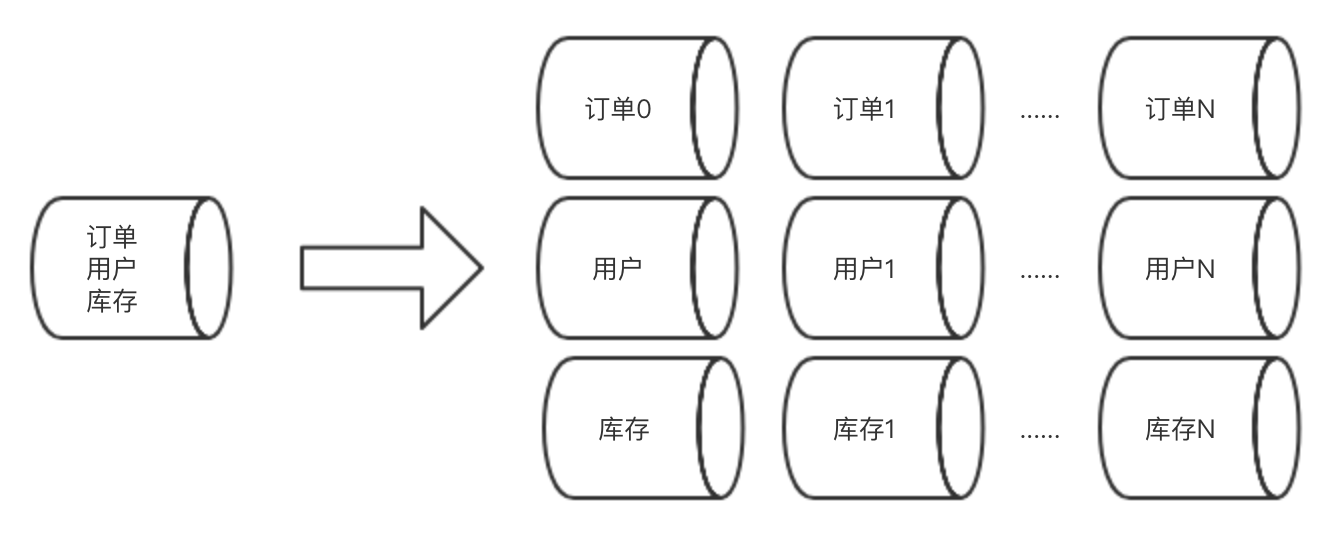 订单0
订单1
......
订单N
订单
用户
库存
用户
用户1
......
用户N
库存
库存1
......
库存N